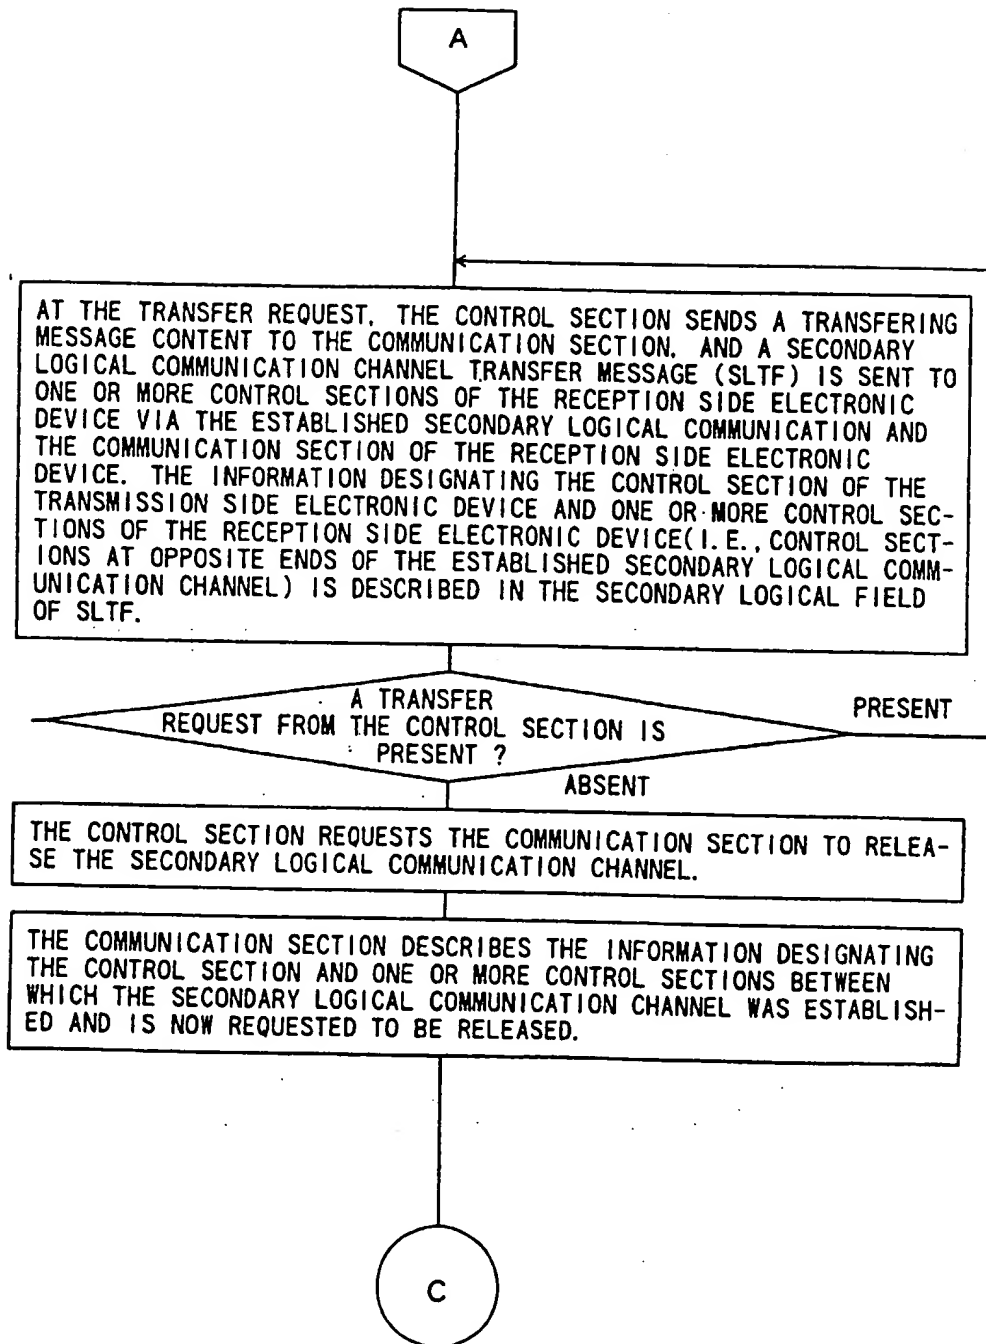 A
AT THE TRANSFER REQUEST, THE CONTROL SECTION SENDS A TRANSFERING
MESSAGE CONTENT TO THE COMMUNICATION SECTION, AND A SECONDARY
LOGICAL COMMUNICATION CHANNEL TRANSFER MESSAGE (SLTF) IS SENT TO
ONE OR MORE CONTROL SECTIONS OF THE RECEPTION SIDE ELECTRONIC
DEVICE VIA THE ESTABLISHED SECONDARY LOGICAL COMMUNICATION AND
THE COMMUNICATION SECTION OF THE RECEPTION SIDE ELECTRONIC
DEVICE. THE INFORMATION DESIGNATING THE CONTROL SECTION OF THE
TRANSMISSION SIDE ELECTRONIC DEVICE AND ONE OR MORE CONTROL SEC-
TIONS OF THE RECEPTION SIDE ELECTRONIC DEVICE(I.E., CONTROL SECT-
IONS AT OPPOSITE ENDS OF THE ESTABLISHED SECONDARY LOGICAL COMM-
UNICATION CHANNEL) IS DESCRIBED IN THE SECONDARY LOGICAL FIELD
OF SLTF.
A TRANSFER
REQUEST FROM THE CONTROL SECTION IS
PRESENT ?
PRESENT
ABSENT
THE CONTROL SECTION REQUESTS THE COMMUNICATION SECTION TO RELEA-
SE THE SECONDARY LOGICAL COMMUNICATION CHANNEL.
THE COMMUNICATION SECTION DESCRIBES THE INFORMATION DESIGNATING
THE CONTROL SECTION AND ONE OR MORE CONTROL SECTIONS BETWEEN
WHICH THE SECONDARY LOGICAL COMMUNICATION CHANNEL WAS ESTABLISH-
ED AND IS NOW REQUESTED TO BE RELEASED.
C